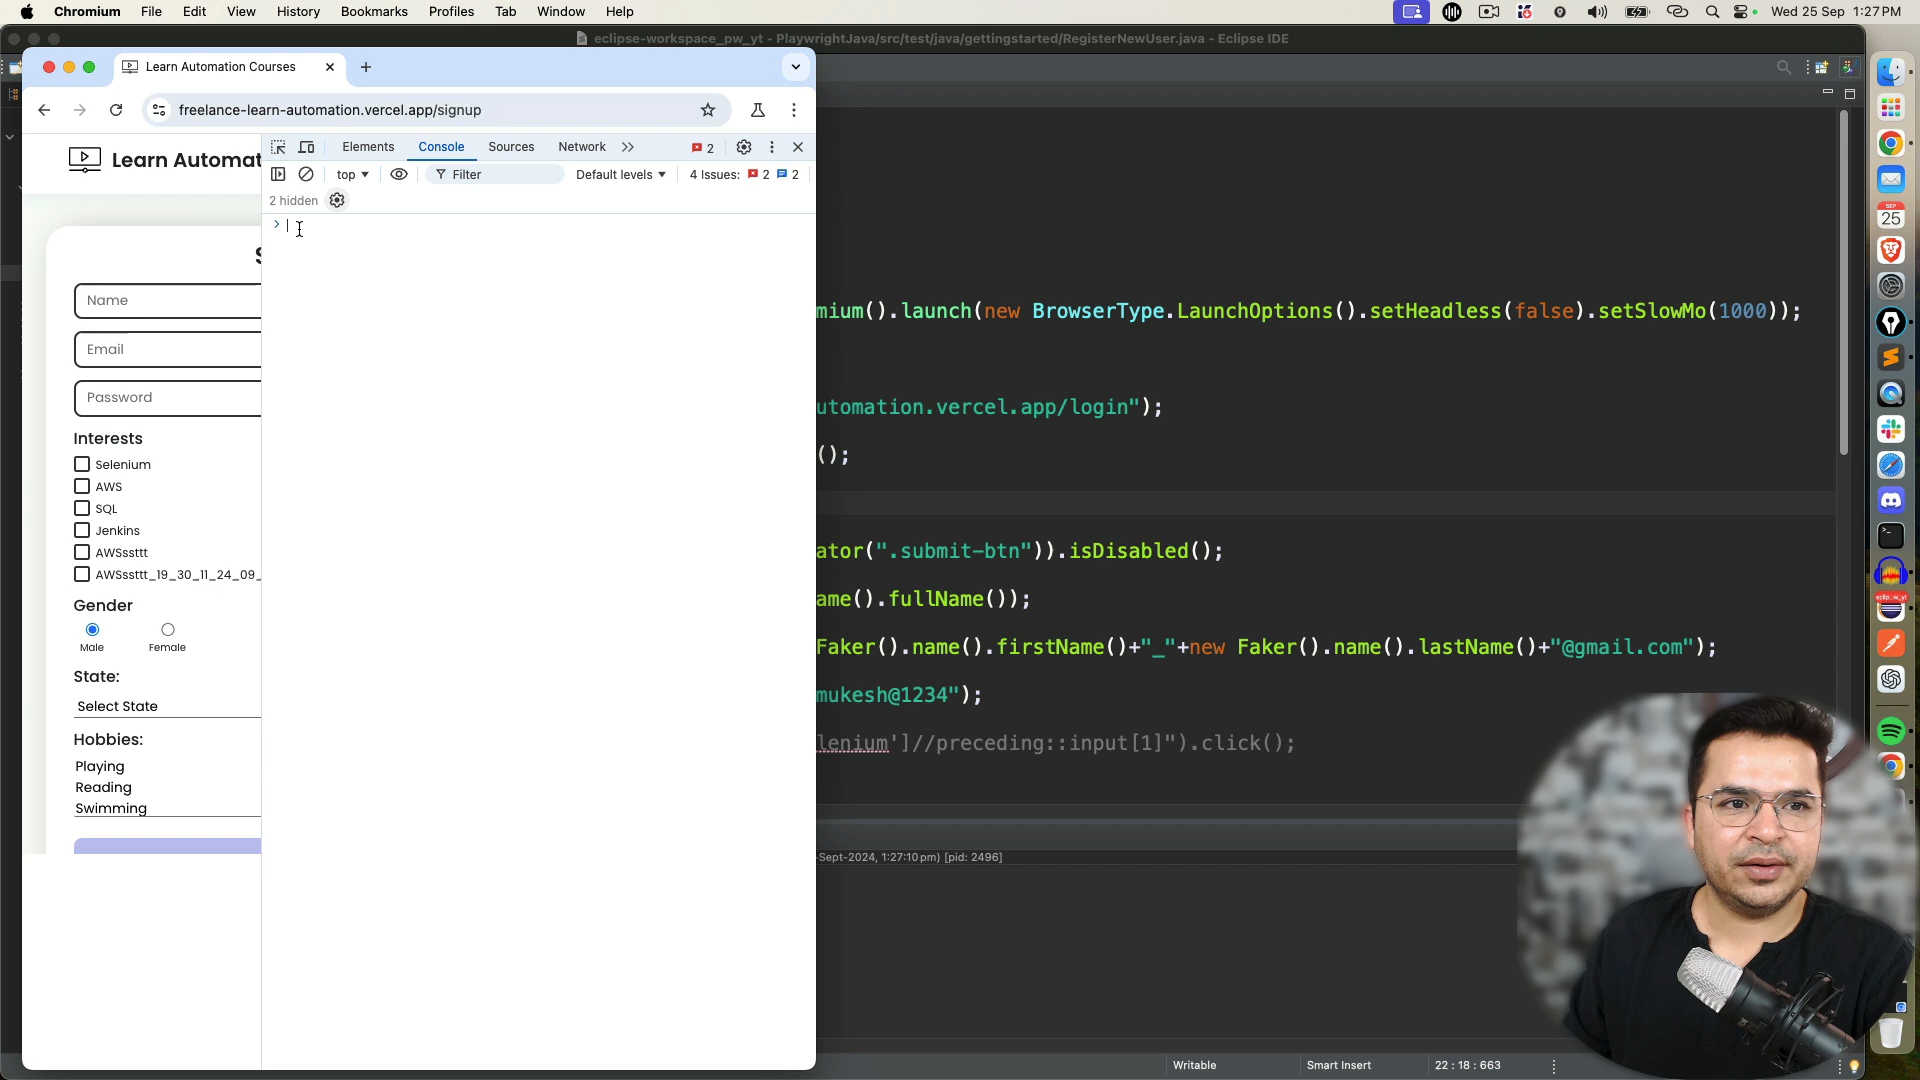 Chromium File Edit View History Bookmarks Profiles Tab Window Help
Wed 25 Sep 1:27PM
eclipse-workspace_pw_yt - PlaywrightJava/src/test/java/gettingstarted/RegisterNewUser.java - Eclipse IDE
Learn Automation Courses
freelance-learn-automation.vercel.app/signup
Learn Automat
Elements Console Sources Network 2
top Filter Default levels 4 Issues: 2 2
2 hidden
SEP
25
Name
Email
Password
Interests
Selenium
AWS
SQL
Jenkins
AWSssttt
AWSssttt_19_30_11_24_09_
Gender
Male Female
State:
Select State
Hobbies:
Playing
Reading
Swimming
mium().launch(new BrowserType.LaunchOptions().setHeadless(false).setSlowMo(1000));
utomation.vercel.app/login");
();
ator(".submit-btn")).isDisabled();
ame().fullName());
Faker().name().firstName()+"_"+new Faker().name().lastName()+"@gmail.com");
mukesh@1234");
lenium']//preceding::input[1]").click();
-Sept-2024, 1:27:10 pm) [pid: 2496]
Writable Smart Insert 22 : 18 : 663